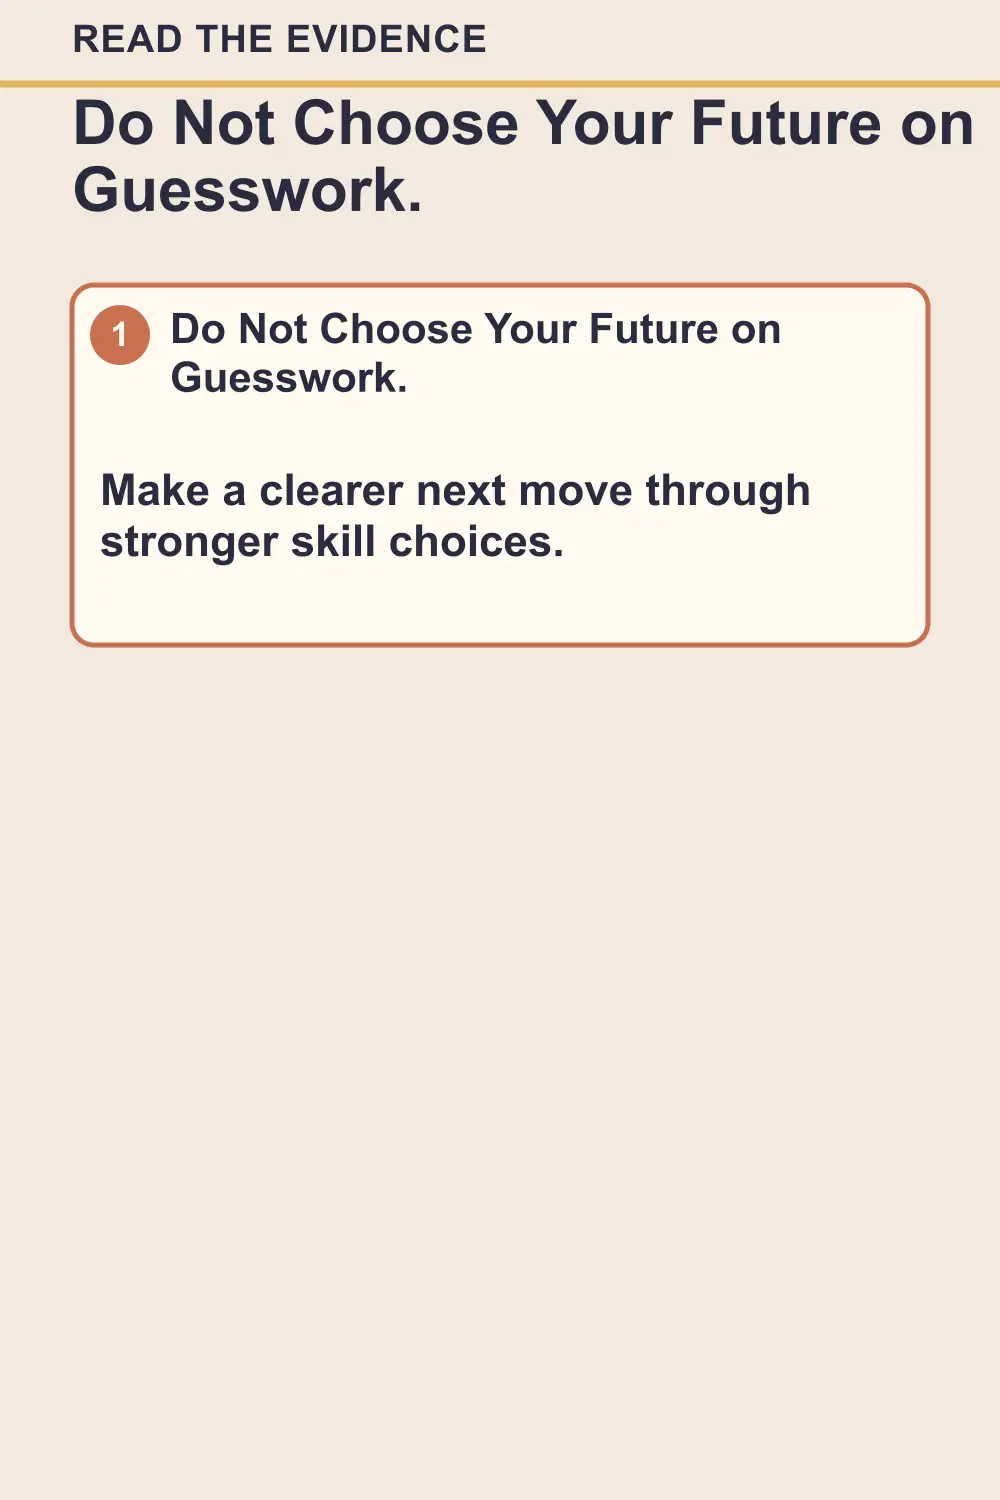 READ THE EVIDENCE
Do Not Choose Your Future on
Guesswork.
1
Do Not Choose Your Future on
Guesswork.
Make a clearer next move through
stronger skill choices.